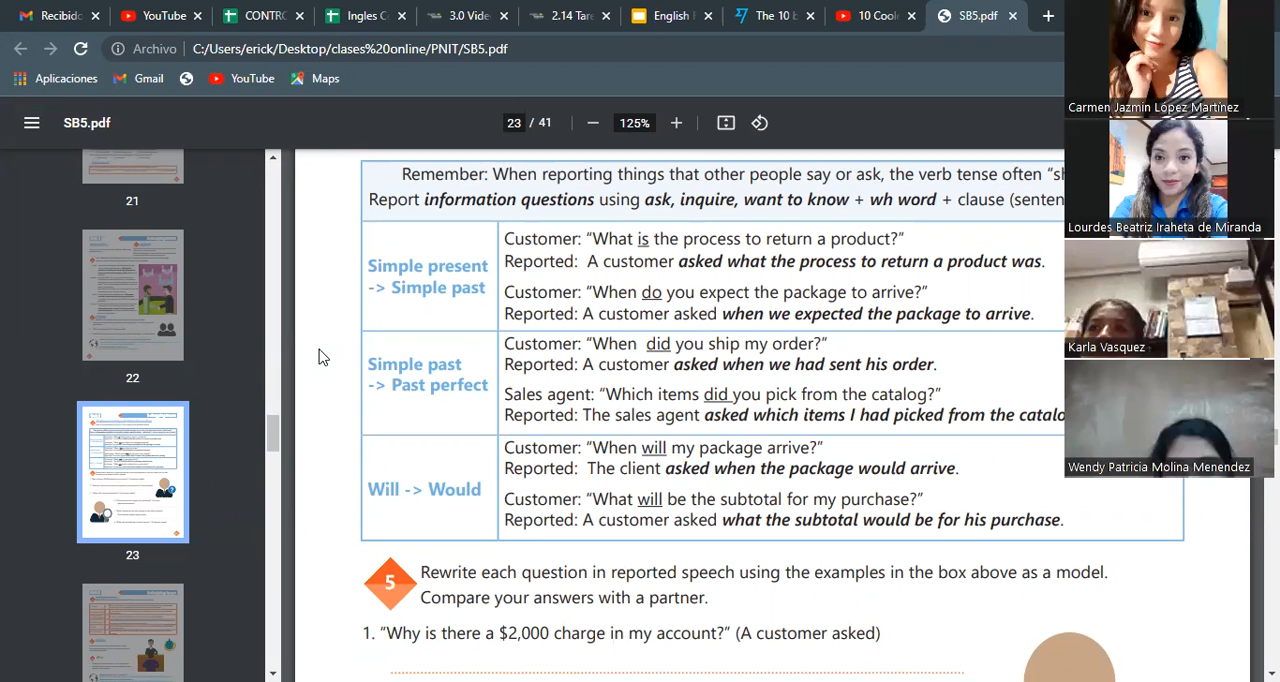 Recibido
YouTube
CONTRO
Ingles C
3.0 Vide
2.14 Tar
English F
The 10 b
10 Cool
SB5.pdf
Archivo
C:/Users/erick/Desktop/clases%20online/PNIT/SB5.pdf
Aplicaciones
Gmail
YouTube
Maps
SB5.pdf
23 / 41
125%
21
22
23
Remember: When reporting things that other people say or ask, the verb tense often "sh
Report information questions using ask, inquire, want to know + wh word + clause (senten
Simple present
-> Simple past
Customer: "What is the process to return a product?"
Reported: A customer asked what the process to return a product was.
Customer: "When do you expect the package to arrive?"
Reported: A customer asked when we expected the package to arrive.
Simple past
-> Past perfect
Customer: "When did you ship my order?"
Reported: A customer asked when we had sent his order.
Sales agent: "Which items did you pick from the catalog?"
Reported: The sales agent asked which items I had picked from the catalo
Will -> Would
Customer: "When will my package arrive?"
Reported: The client asked when the package would arrive.
Customer: "What will be the subtotal for my purchase?"
Reported: A customer asked what the subtotal would be for his purchase.
5
Rewrite each question in reported speech using the examples in the box above as a model.
Compare your answers with a partner.
1. "Why is there a $2,000 charge in my account?" (A customer asked)
Carmen Jazmin López Martínez
Lourdes Beatriz Iraheta de Miranda
Karla Vasquez
Wendy Patricia Molina Menendez